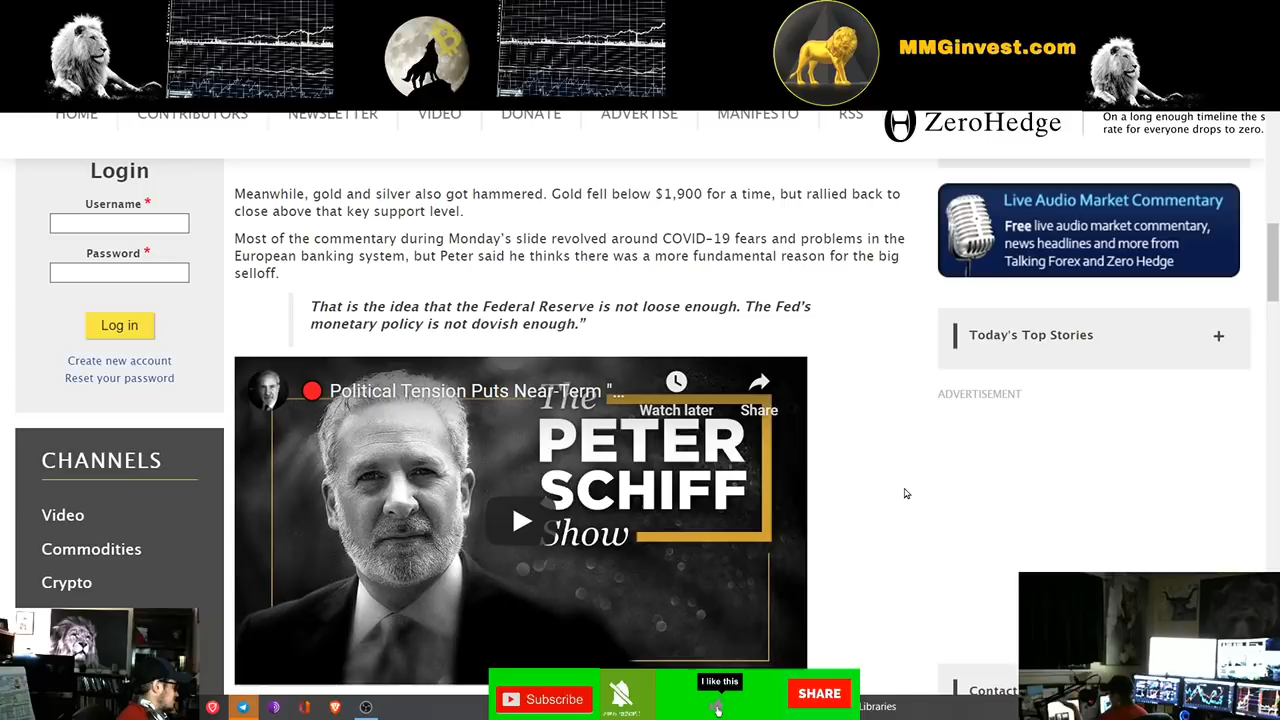 MMGinvest.com
HOME
CONTRIBUTORS
NEWSLETTER
VIDEO
DONATE
ADVERTISE
MANIFESTO
RSS
ZeroHedge
On a long enough timeline the s
rate for everyone drops to zero.
Login
Username *
Password *
Log in
Create new account
Reset your password
CHANNELS
Video
Commodities
Crypto
Meanwhile, gold and silver also got hammered. Gold fell below $1,900 for a time, but rallied back to
close above that key support level.
Most of the commentary during Monday's slide revolved around COVID-19 fears and problems in the
European banking system, but Peter said he thinks there was a more fundamental reason for the big
selloff.
That is the idea that the Federal Reserve is not loose enough. The Fed's
monetary policy is not dovish enough."
Political Tension Puts Near-Term "...
Watch later
Share
The
PETER
SCHIFF
Show
Live Audio Market Commentary
Free live audio market commentary,
news headlines and more from
Talking Forex and Zero Hedge
Today's Top Stories
+
ADVERTISEMENT
Contact
I like this
Subscribe
SHARE
Libraries